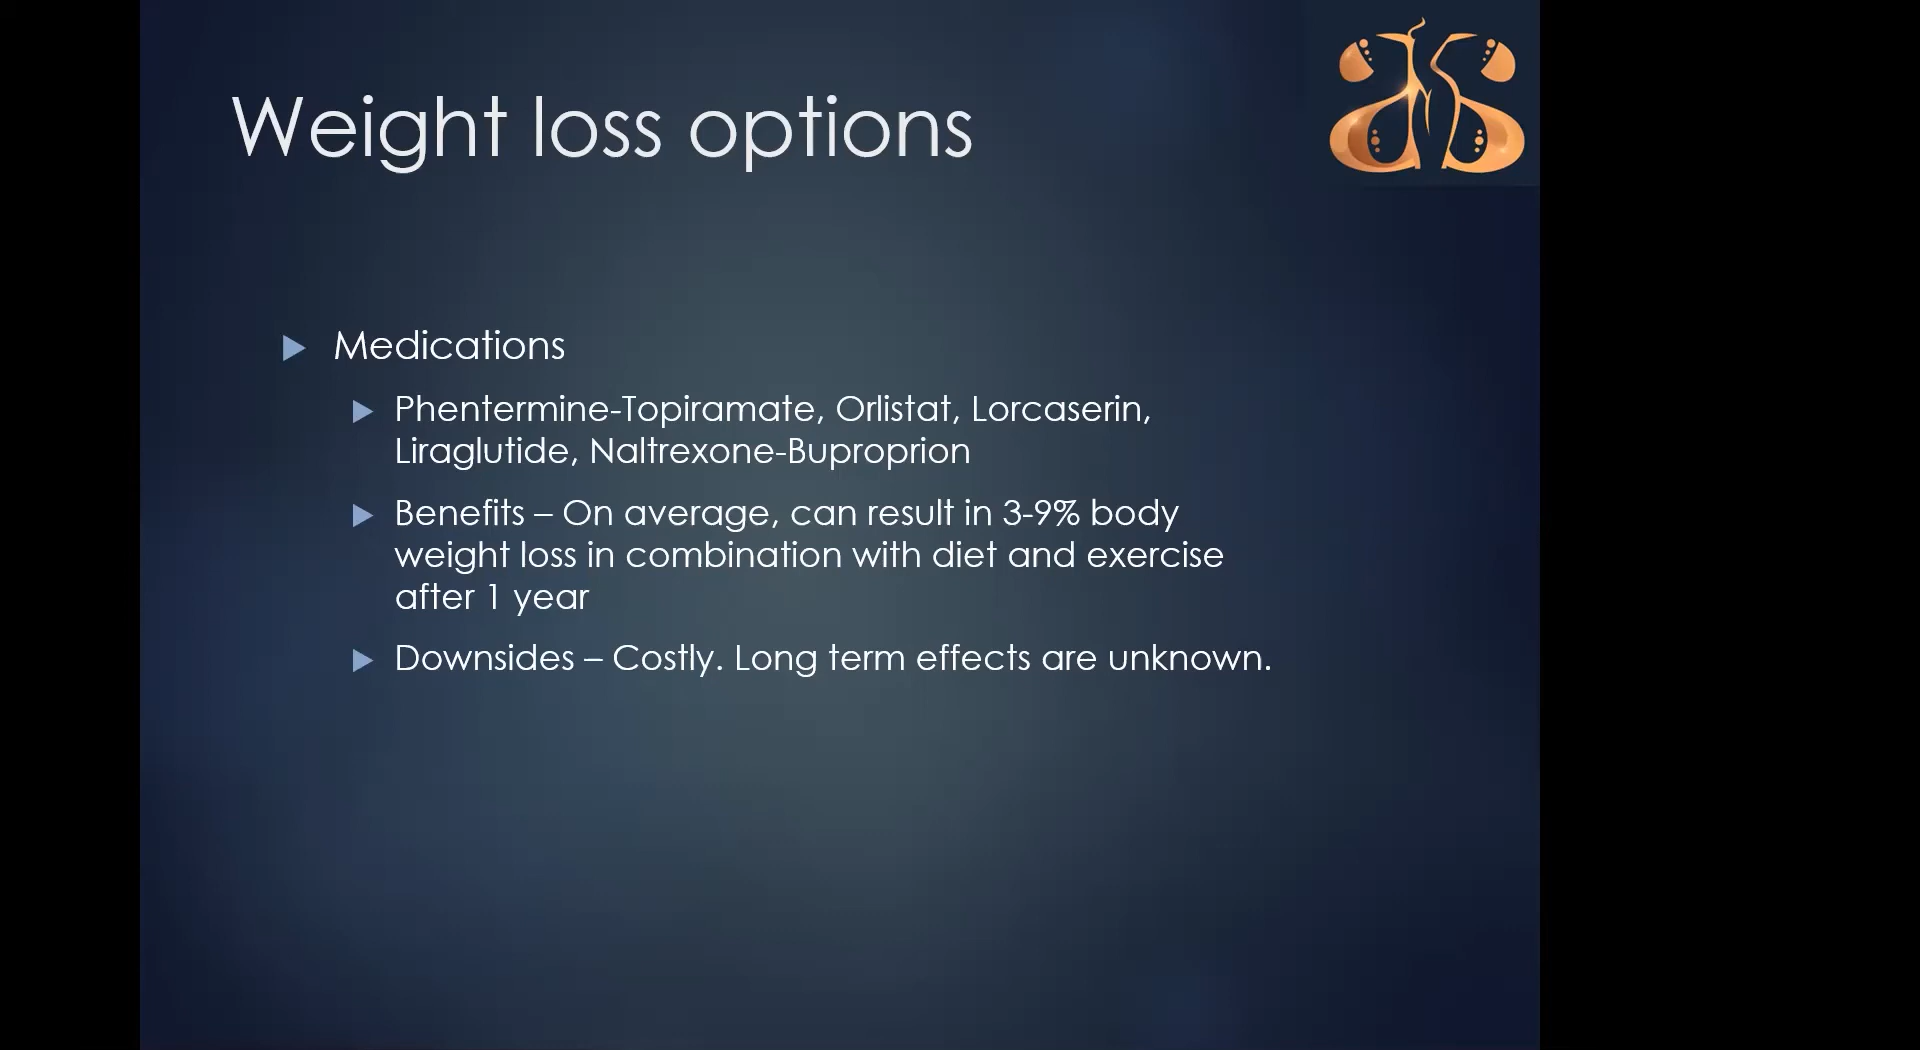 Weight loss options
Medications
Phentermine-Topiramate, Orlistat, Lorcaserin,
Liraglutide, Naltrexone-Buproprion
Benefits – On average, can result in 3-9% body
weight loss in combination with diet and exercise
after 1 year
Downsides – Costly. Long term effects are unknown.